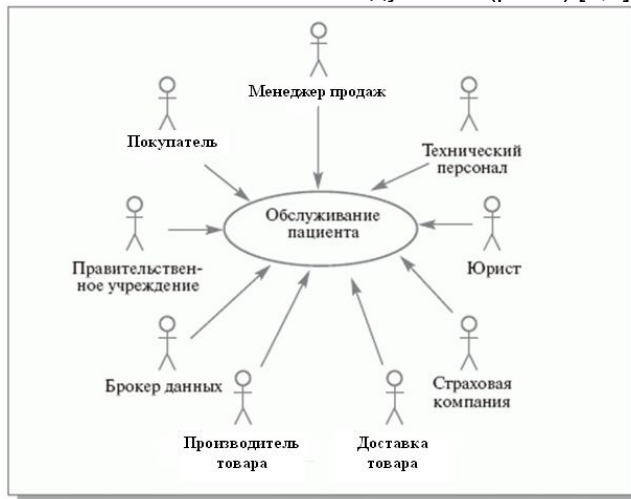 Менеджер продаж
Покупатель
Технический
персонал
Обслуживание
пациента
Правительствен-
ное учреждение
Юрист
Брокер данных
Страховая
компания
Производитель
товара
Доставка
товара